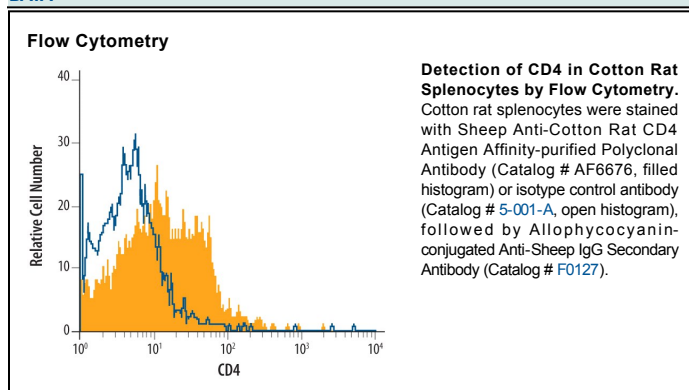 Flow Cytometry
40
30
20
10
0
Relative Cell Number
10⁰ 10¹ 10² 10³ 10⁴
CD4
Detection of CD4 in Cotton Rat
Splenocytes by Flow Cytometry.
Cotton rat splenocytes were stained
with Sheep Anti-Cotton Rat CD4
Antigen Affinity-purified Polyclonal
Antibody (Catalog # AF6676, filled
histogram) or isotype control antibody
(Catalog # 5-001-A, open histogram),
followed by Allophycocyanin-
conjugated Anti-Sheep IgG Secondary
Antibody (Catalog # F0127).